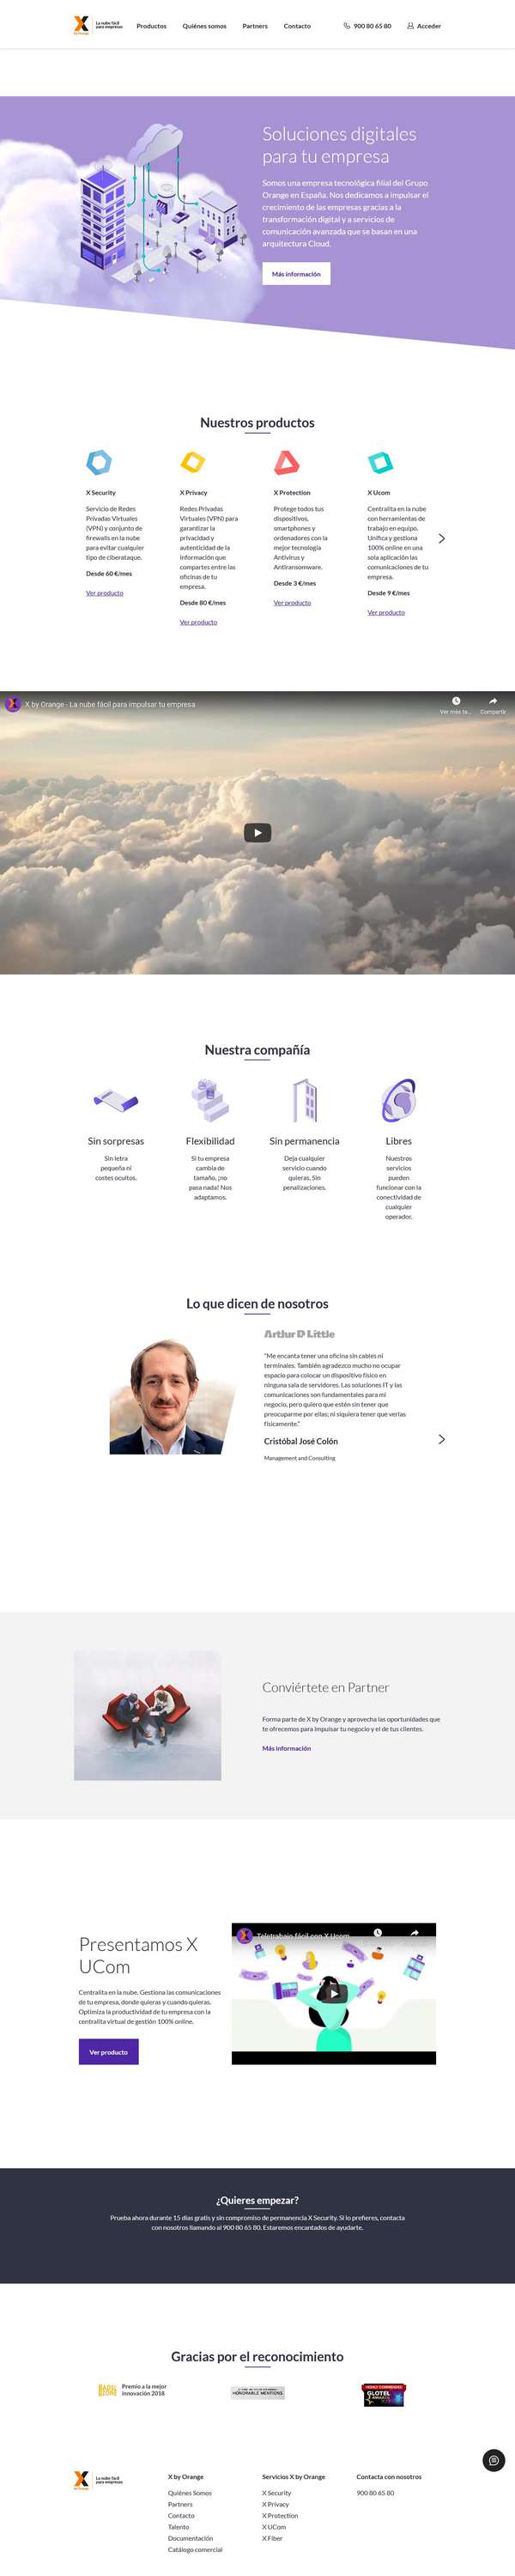 La nube fácil
para empresas
by Orange
Productos
Quiénes somos
Partners
Contacto
900 80 65 80
Acceder
Soluciones digitales
para tu empresa
Somos una empresa tecnológica filial del Grupo
Orange en España. Nos dedicamos a impulsar el
crecimiento de las empresas gracias a la
transformación digital y a servicios de
comunicación avanzada que se basan en una
arquitectura Cloud.
Más información
Nuestros productos
X Security
Servicio de Redes
Privadas Virtuales
(VPN) y conjunto de
firewalls en la nube
para evitar cualquier
tipo de ciberataque.
Desde 60 €/mes
Ver producto
X Privacy
Redes Privadas
Virtuales (VPN) para
garantizar la
privacidad y
autenticidad de la
información que
compartes entre las
oficinas de tu
empresa.
Desde 80 €/mes
Ver producto
X Protection
Protege todos tus
dispositivos,
smartphones y
ordenadores con la
mejor tecnología
Antivirus y
Antiransomware.
Desde 3 €/mes
Ver producto
X Ucom
Centralita en la nube
con herramientas de
trabajo en equipo.
Unifica y gestiona
100% online en una
sola aplicación las
comunicaciones de tu
empresa.
Desde 9 €/mes
Ver producto
X by Orange - La nube fácil para impulsar tu empresa
Ver más ta...
Compartir
Nuestra compañía
Sin sorpresas
Sin letra
pequeña ni
costes ocultos.
Flexibilidad
Si tu empresa
cambia de
tamaño, ¡no
pasa nada! Nos
adaptamos.
Sin permanencia
Deja cualquier
servicio cuando
quieras. Sin
penalizaciones.
Libres
Nuestros
servicios
pueden
funcionar con la
conectividad de
cualquier
operador.
Lo que dicen de nosotros
Arthur D Little
"Me encanta tener una oficina sin cables ni
terminales. También agradezco mucho no ocupar
espacio para colocar un dispositivo físico en
ninguna sala de servidores. Las soluciones IT y las
comunicaciones son fundamentales para mi
negocio, pero quiero que estén sin tener que
preocuparme por ellas; ni siquiera tener que verlas
físicamente."
Cristóbal José Colón
Management and Consulting
Conviértete en Partner
Forma parte de X by Orange y aprovecha las oportunidades que
te ofrecemos para impulsar tu negocio y el de tus clientes.
Más información
Presentamos X
UCom
Centralita en la nube. Gestiona las comunicaciones
de tu empresa, donde quieras y cuando quieras.
Optimiza la productividad de tu empresa con la
centralita virtual de gestión 100% online.
Ver producto
Teletrabajo fácil con X Ucom
¿Quieres empezar?
Prueba ahora durante 15 días gratis y sin compromiso de permanencia X Security. Si lo prefieres, contacta
con nosotros llamando al 900 80 65 80. Estaremos encantados de ayudarte.
Gracias por el reconocimiento
Premio a la mejor
innovación 2018
HONORABLE MENTIONS
HIGHLY COMMENDED
GLOTEL
AWARDS
La nube fácil
para empresas
by Orange
X by Orange
Quiénes Somos
Partners
Contacto
Talento
Documentación
Catálogo comercial
Servicios X by Orange
X Security
X Privacy
X Protection
X UCom
X Fiber
Contacta con nosotros
900 80 65 80